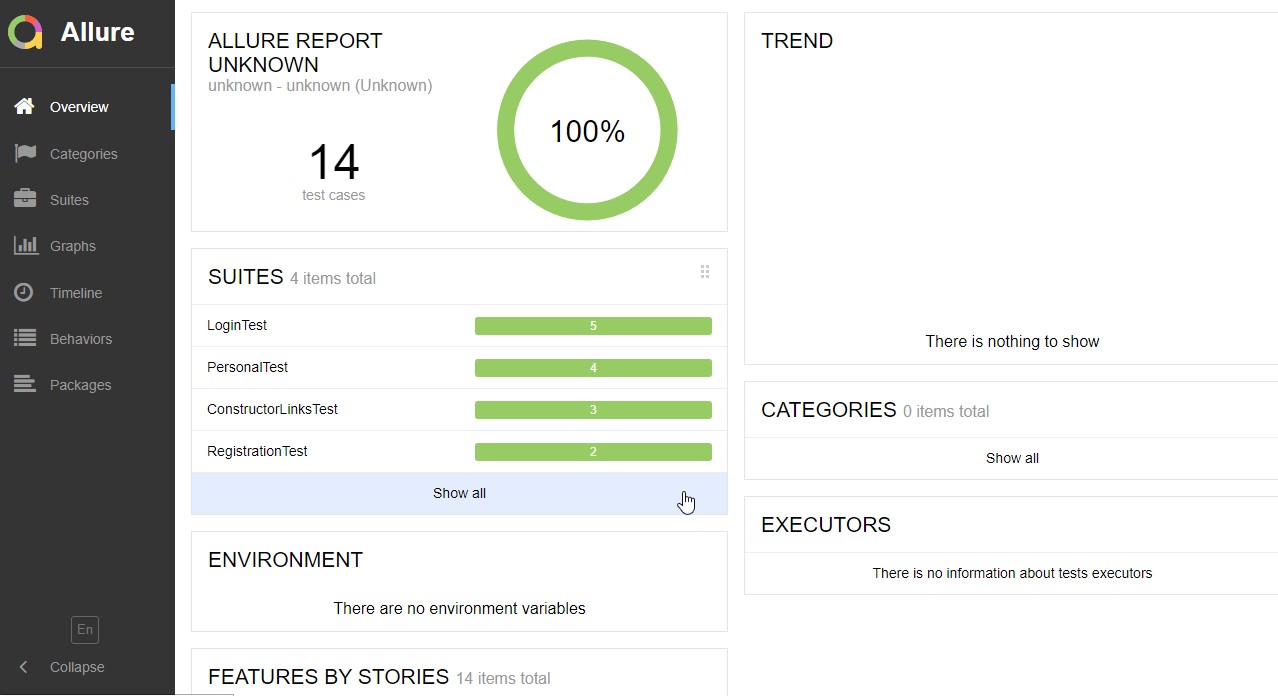 Allure
Overview
Categories
Suites
Graphs
Timeline
Behaviors
Packages
En
Collapse
ALLURE REPORT
UNKNOWN
unknown - unknown (Unknown)
14
test cases
100%
SUITES 4 items total
LoginTest 5
PersonalTest 4
ConstructorLinksTest 3
RegistrationTest 2
Show all
ENVIRONMENT
There are no environment variables
FEATURES BY STORIES 14 items total
TREND
There is nothing to show
CATEGORIES 0 items total
Show all
EXECUTORS
There is no information about tests executors